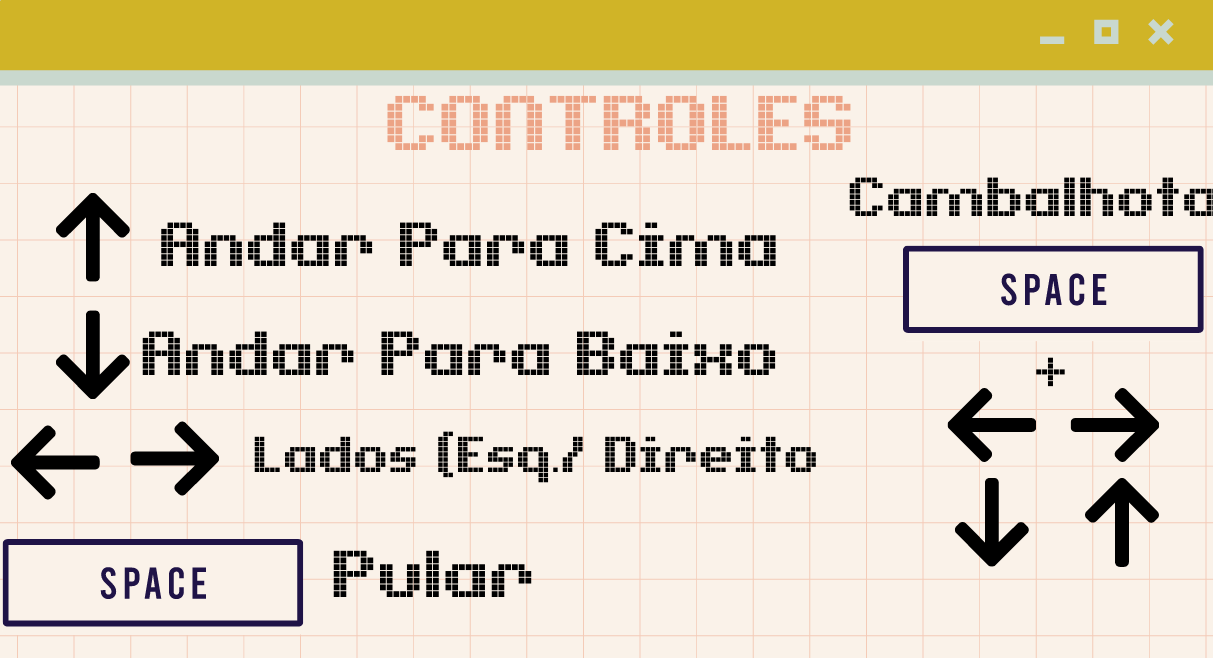 CONTROLES
Andar Para Cima
Andar Para Baixo
Lados (Esq./ Direito
SPACE Pular
Cambalhota
SPACE
+